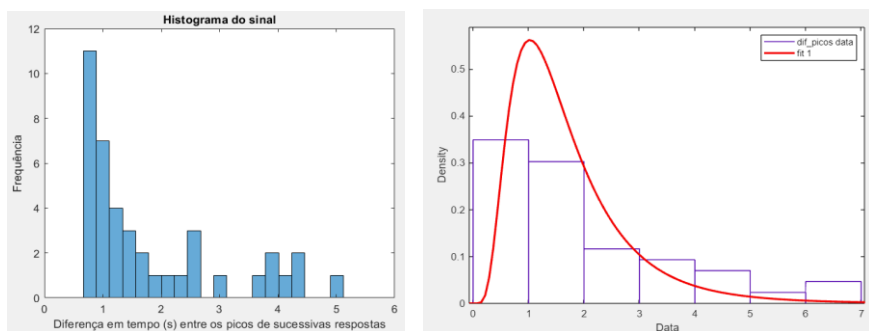 Histograma do sinal
12
10
8
6
4
2
0
Frequência
0 1 2 3 4 5 6
Diferença em tempo (s) entre os picos de sucessivas respostas
dif_picos data
fit 1
0.5
0.4
0.3
0.2
0.1
0
Density
0 1 2 3 4 5 6 7
Data